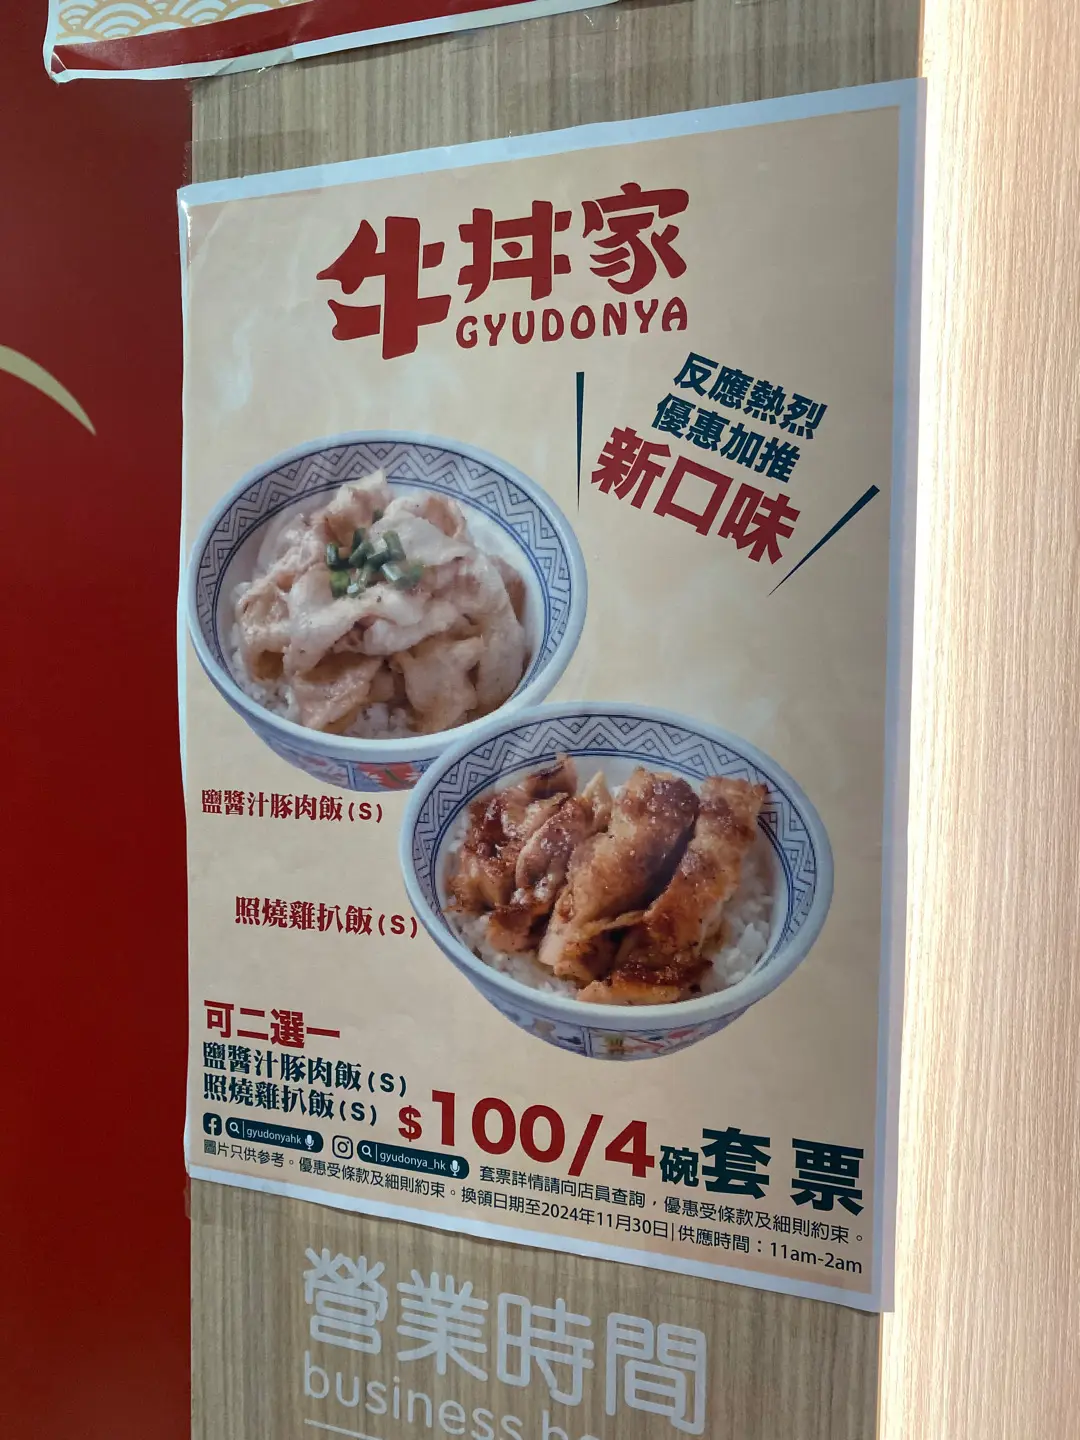 牛丼家
GYUDONYA
反應熱烈
優惠加推
新口味
鹽醬汁豚肉飯(S)
照燒雞扒飯(S)
可二選一
鹽醬汁豚肉飯(S)
照燒雞扒飯(S)
$100/4碗套票
gyudonyahk
gyudonya_hk
套票詳情請向店員查詢，優惠受條款及細則約束。
圖片只供參考。優惠受條款及細則約束。換領日期至2024年11月30日|供應時間：11am-2am
營業時間
business